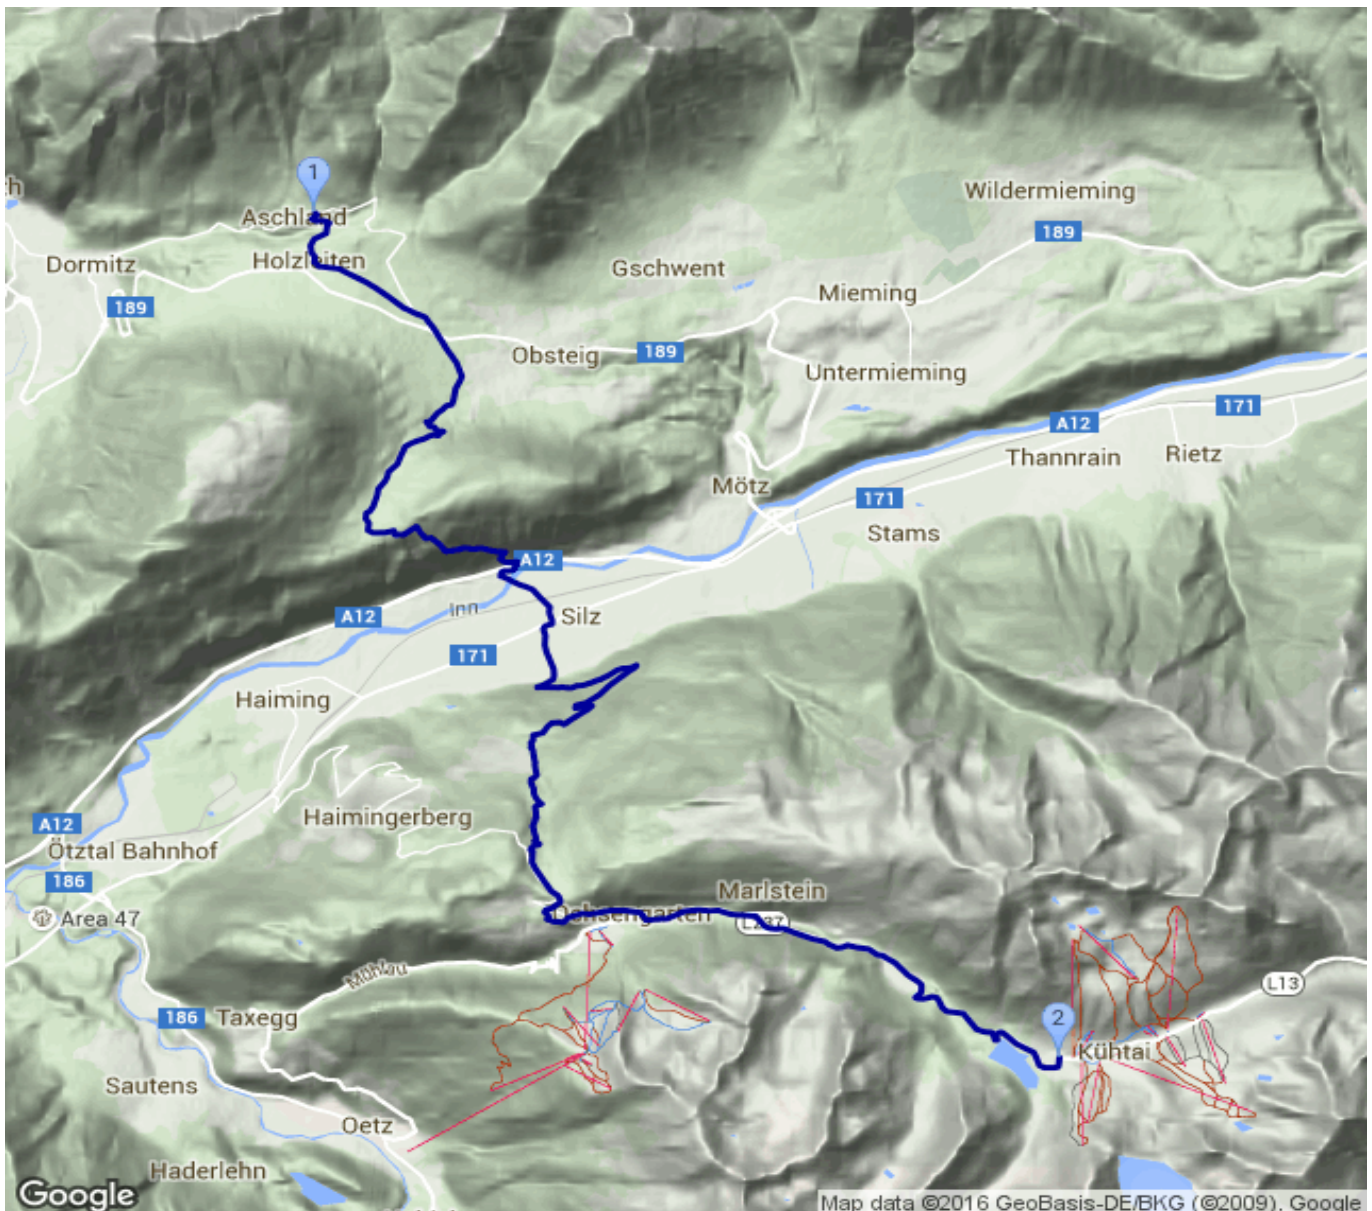 1
Aschland
Wildermieming
189
Dormitz
Holzleiten
Gschwent
189
Mieming
Obsteig
189
Untermieming
171
A12
Thannrain
Rietz
Mötz
171
Stams
A12
Inn
A12
Silz
171
Haiming
Haimingerberg
A12
Ötztal Bahnhof
186
Marlstein
Area 47
Ochsengarten
L237
Mühlau
L13
186
Taxegg
2
Kühtai
Sautens
Oetz
Haderlehn
Google
Map data ©2016 GeoBasis-DE/BKG (©2009), Google